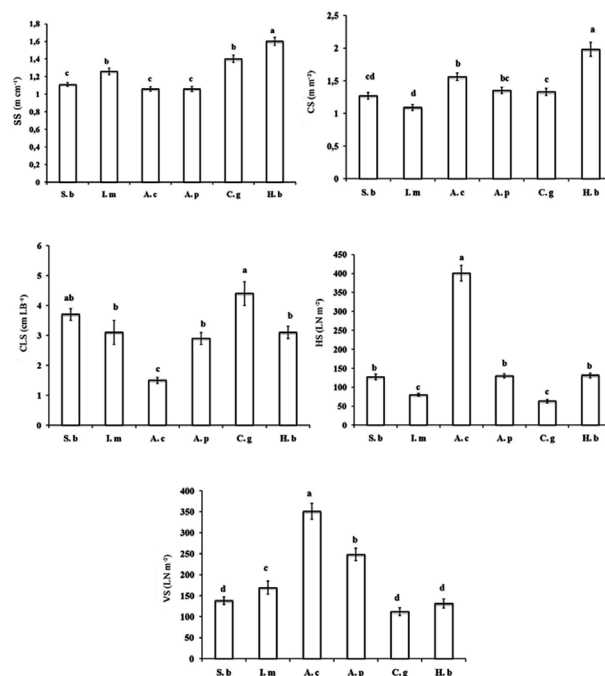 SS (m cm⁻¹)
1,8
1,6
1,4
1,2
1
0,8
0,6
0,4
0,2
0
c
b
c
c
b
a
S. b
I. m
A. c
A. p
C. g
H. b
CS (m m⁻²)
2,5
2
1,5
1
0,5
0
cd
d
b
bc
c
a
S. b
I. m
A. c
A. p
C. g
H. b
CLS (cm LB⁻¹)
6
5
4
3
2
1
0
ab
b
c
b
a
b
S. b
I. m
A. c
A. p
C. g
H. b
HS (LN m⁻²)
450
400
350
300
250
200
150
100
50
0
b
c
a
b
c
b
S. b
I. m
A. c
A. p
C. g
H. b
VS (LN m⁻²)
400
350
300
250
200
150
100
50
0
d
c
a
b
d
d
S. b
I. m
A. c
A. p
C. g
H. b